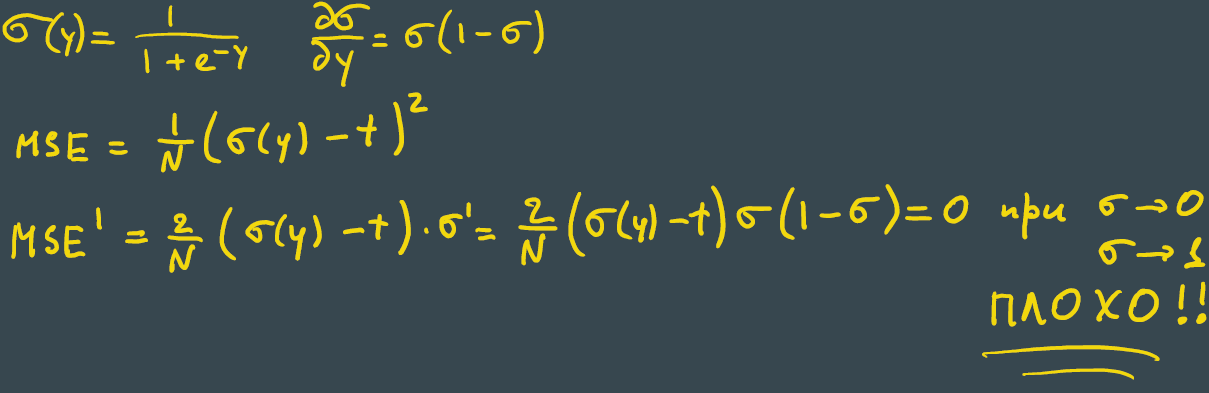 σ(y) = 1/(1 + e^-y) ∂σ/∂y = σ(1 - σ)
MSE = 1/N (σ(y) - t)^2
MSE' = 2/N (σ(y) - t) · σ' = 2/N (σ(y) - t) σ(1 - σ) = 0 при σ → 0
σ → 1
ПЛОХО!!